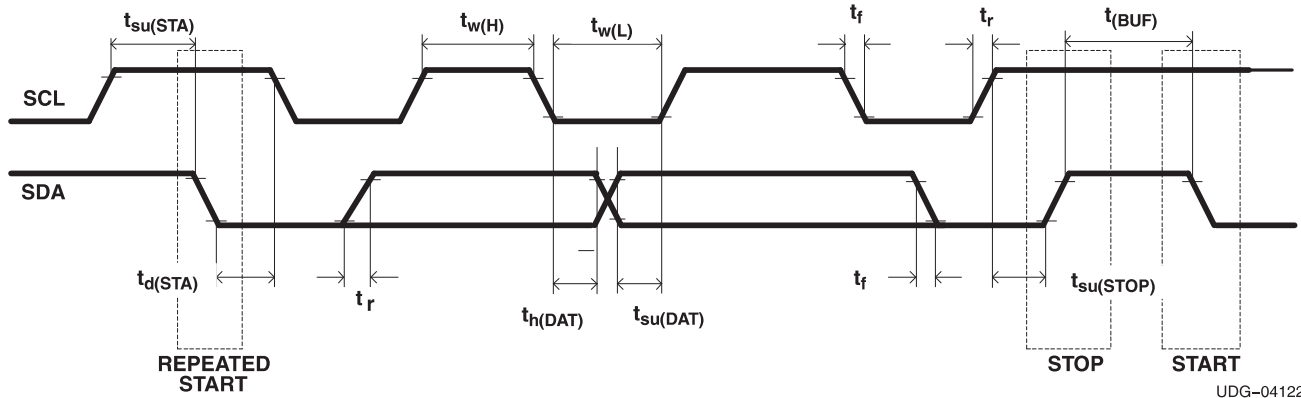 tsu(STA)
tw(H)
tw(L)
tf
tr
t(BUF)
SCL
SDA
td(STA)
tr
th(DAT)
tsu(DAT)
tf
tsu(STOP)
REPEATED
START
STOP
START
UDG-04122